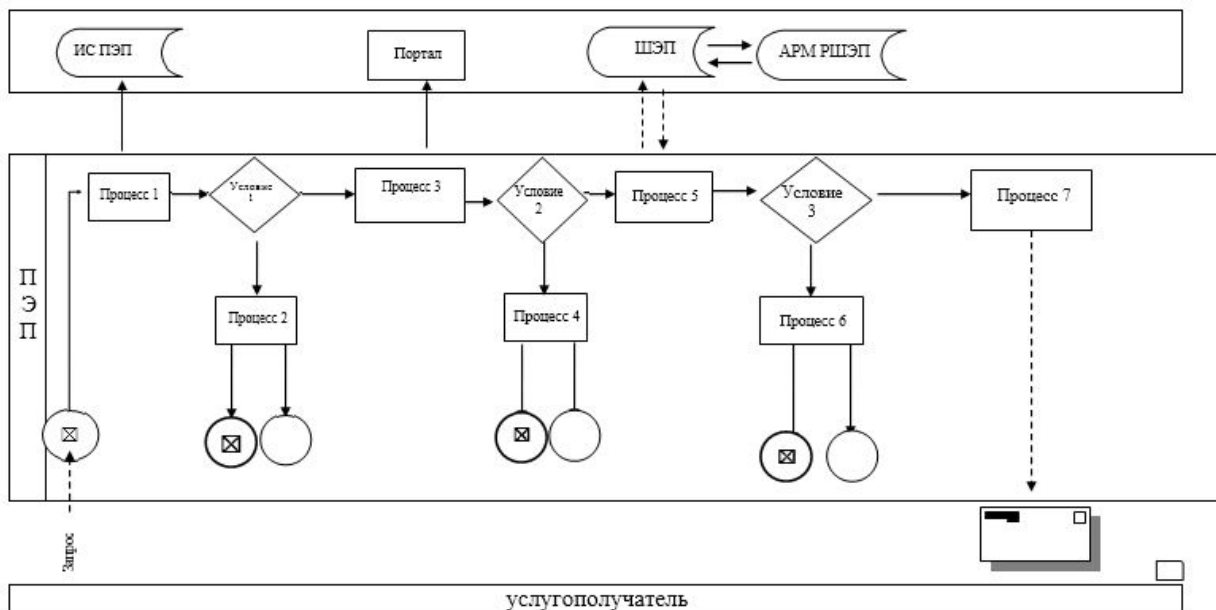 ИС ПЭП
Портал
ШЭП
АРМ РШЭП
Процесс 1
Условие
1
Процесс 3
Условие
2
Процесс 5
Условие
3
Процесс 7
П
Э
П
Процесс 2
Процесс 4
Процесс 6
Запрос
услугополучатель